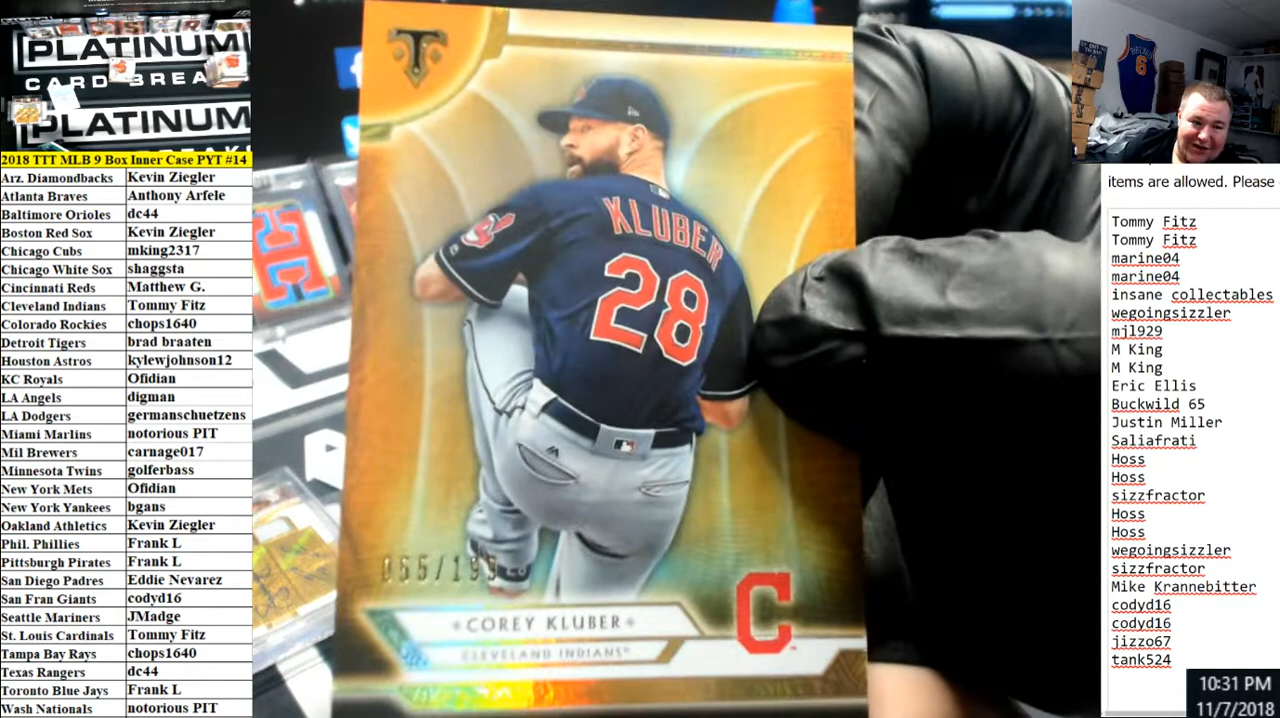 PLATINUM
CARD BREA
PLATINUM
2018 TTT MLB 9 Box Inner Case PYT #14
Arz. Diamondbacks Kevin Ziegler
Atlanta Braves Anthony Arfele
Baltimore Orioles dc44
Boston Red Sox Kevin Ziegler
Chicago Cubs mking2317
Chicago White Sox shaggsta
Cincinnati Reds Matthew G.
Cleveland Indians Tommy Fitz
Colorado Rockies chops1640
Detroit Tigers brad braaten
Houston Astros kylewjohnson12
KC Royals Ofidian
LA Angels digman
LA Dodgers germanschuetzens
Miami Marlins notorious PIT
Mil Brewers carnage017
Minnesota Twins golferbass
New York Mets Ofidian
New York Yankees bgans
Oakland Athletics Kevin Ziegler
Phil. Phillies Frank L
Pittsburgh Pirates Frank L
San Diego Padres Eddie Nevarez
San Fran Giants codyd16
Seattle Mariners JMadge
St. Louis Cardinals Tommy Fitz
Tampa Bay Rays chops1640
Texas Rangers dc44
Toronto Blue Jays Frank L
Wash Nationals notorious PIT
T
KLUBER
28
C
COREY KLUBER
CLEVELAND INDIANS
6
items are allowed. Please
Tommy Fitz
Tommy Fitz
marine04
marine04
insane collectables
wegoingsizzler
mjl929
M King
M King
Eric Ellis
Buckwild 65
Justin Miller
Saliafrati
Hoss
Hoss
sizzfractor
Hoss
Hoss
wegoingsizzler
sizzfractor
Mike Krannebitter
codyd16
codyd16
jizzo67
tank524
10:31 PM
11/7/2018